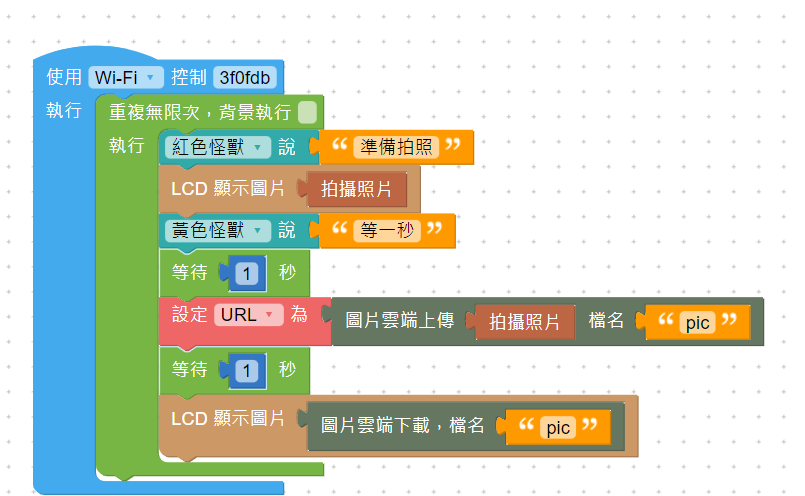 使用 Wi-Fi 控制 3f0fdb
執行 重複無限次，背景執行
執行 紅色怪獸 說 “ 準備拍照 ”
LCD 顯示圖片 拍攝照片
黃色怪獸 說 “ 等一秒 ”
等待 1 秒
設定 URL 為 圖片雲端上傳 拍攝照片 檔名 “ pic ”
等待 1 秒
LCD 顯示圖片 圖片雲端下載，檔名 “ pic ”